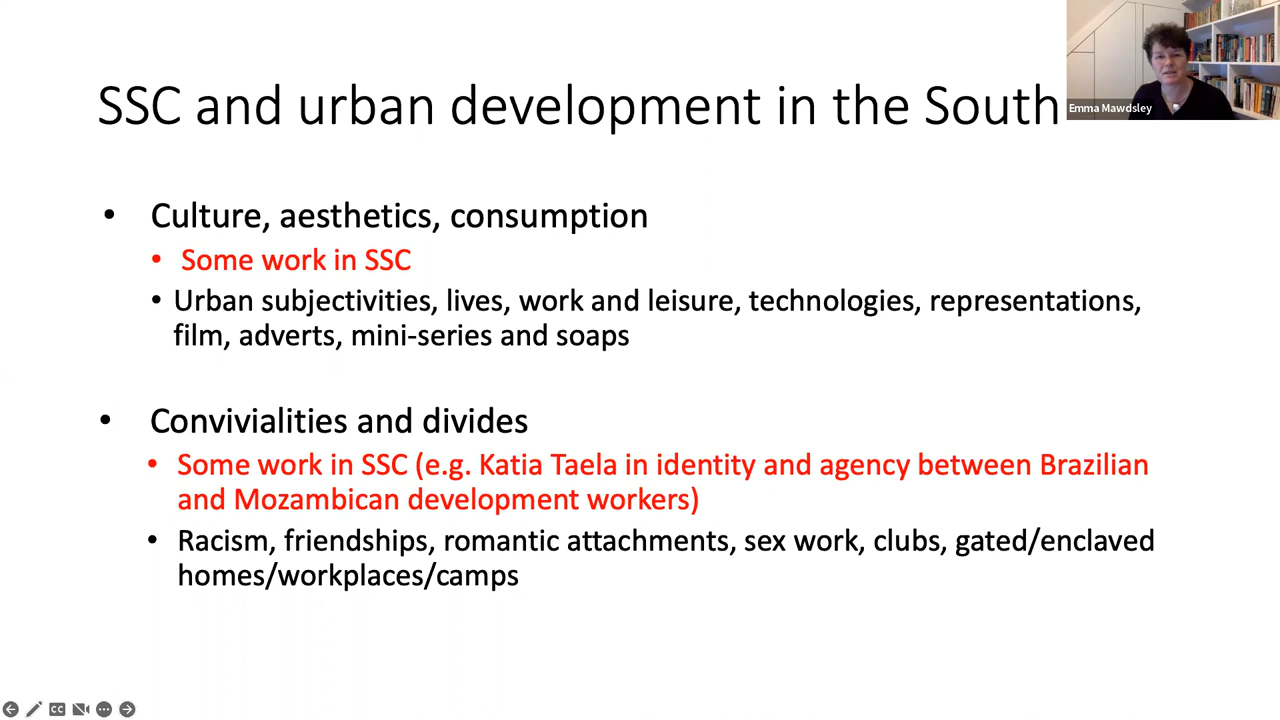 SSC and urban development in the South
Emma Mawdsley
• Culture, aesthetics, consumption
• Some work in SSC
• Urban subjectivities, lives, work and leisure, technologies, representations,
film, adverts, mini-series and soaps
• Convivialities and divides
• Some work in SSC (e.g. Katia Taela in identity and agency between Brazilian
and Mozambican development workers)
• Racism, friendships, romantic attachments, sex work, clubs, gated/enclaved
homes/workplaces/camps
CC